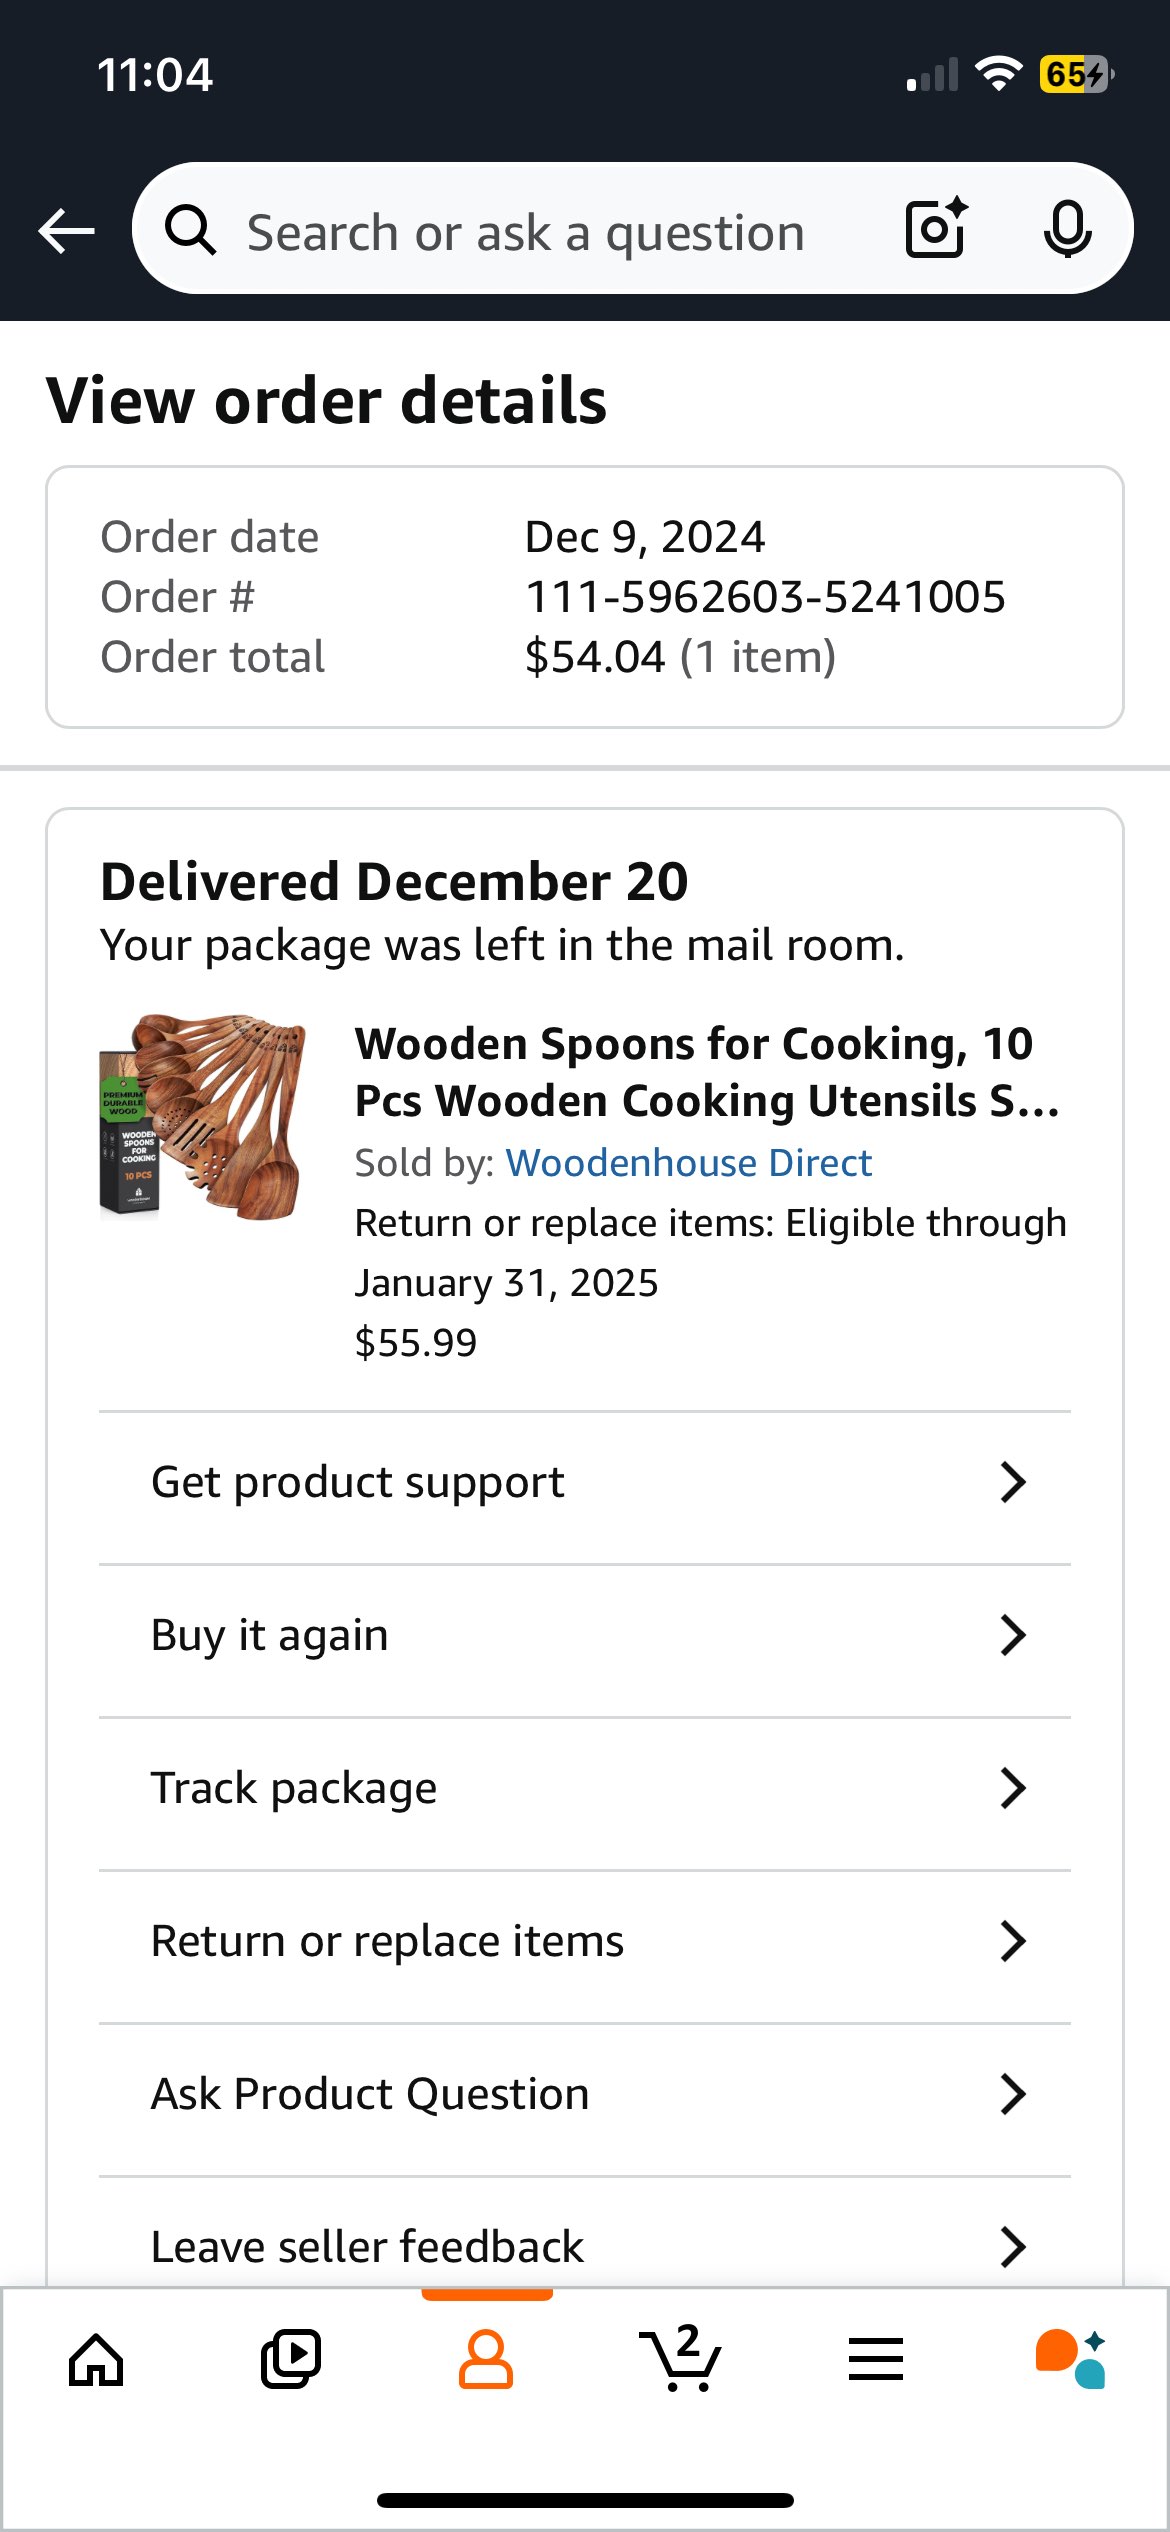 11:04
65
Search or ask a question
View order details
Order date Dec 9, 2024
Order # 111-5962603-5241005
Order total $54.04 (1 item)
Delivered December 20
Your package was left in the mail room.
PREMIUM
DURABLE
WOOD
WOODEN
SPOONS
FOR
COOKING
10 PCS
Wooden Spoons for Cooking, 10
Pcs Wooden Cooking Utensils S...
Sold by: Woodenhouse Direct
Return or replace items: Eligible through
January 31, 2025
$55.99
Get product support
Buy it again
Track package
Return or replace items
Ask Product Question
Leave seller feedback
2